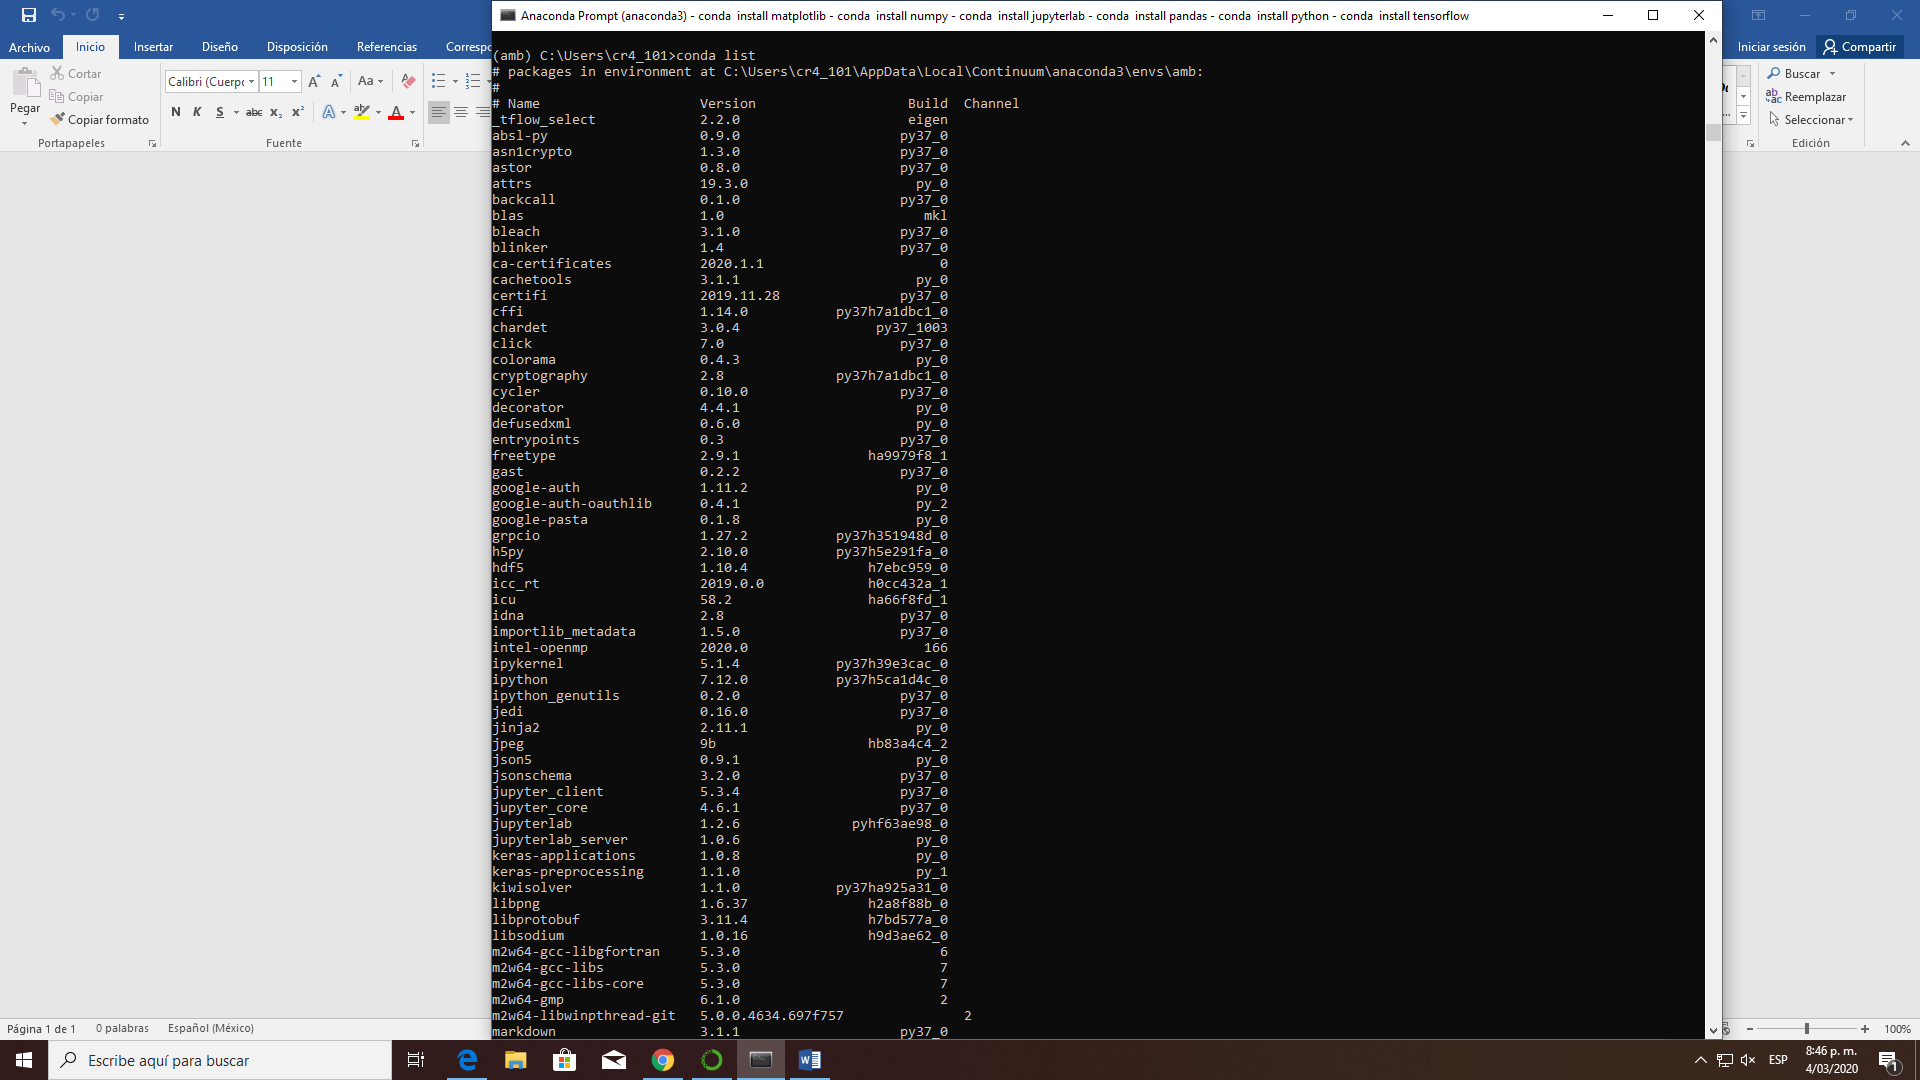 Anaconda Prompt (anaconda3) - conda install matplotlib - conda install numpy - conda install jupyterlab - conda install pandas - conda install python - conda install tensorflow
Archivo Inicio Insertar Diseño Disposición Referencias Correspo
Iniciar sesión Compartir
Pegar
Cortar
Copiar
Copiar formato
Portapapeles
Calibri (Cuerpo 11 Aa
N K S abc x₂ x² A ab A
Fuente
Buscar
Reemplazar
Seleccionar
Edición
(amb) C:\Users\cr4_101>conda list
# packages in environment at C:\Users\cr4_101\AppData\Local\Continuum\anaconda3\envs\amb:
#
# Name Version Build Channel
_tflow_select 2.2.0 eigen
absl-py 0.9.0 py37_0
asn1crypto 1.3.0 py37_0
astor 0.8.0 py37_0
attrs 19.3.0 py_0
backcall 0.1.0 py37_0
blas 1.0 mkl
bleach 3.1.0 py37_0
blinker 1.4 py37_0
ca-certificates 2020.1.1 0
cachetools 3.1.1 py_0
certifi 2019.11.28 py37_0
cffi 1.14.0 py37h7a1dbc1_0
chardet 3.0.4 py37_1003
click 7.0 py37_0
colorama 0.4.3 py_0
cryptography 2.8 py37h7a1dbc1_0
cycler 0.10.0 py37_0
decorator 4.4.1 py_0
defusedxml 0.6.0 py_0
entrypoints 0.3 py37_0
freetype 2.9.1 ha9979f8_1
gast 0.2.2 py37_0
google-auth 1.11.2 py_0
google-auth-oauthlib 0.4.1 py_2
google-pasta 0.1.8 py_0
grpcio 1.27.2 py37h351948d_0
h5py 2.10.0 py37h5e291fa_0
hdf5 1.10.4 h7ebc959_0
icc_rt 2019.0.0 h0cc432a_1
icu 58.2 ha66f8fd_1
idna 2.8 py37_0
importlib_metadata 1.5.0 py37_0
intel-openmp 2020.0 166
ipykernel 5.1.4 py37h39e3cac_0
ipython 7.12.0 py37h5ca1d4c_0
ipython_genutils 0.2.0 py37_0
jedi 0.16.0 py37_0
jinja2 2.11.1 py_0
jpeg 9b hb83a4c4_2
json5 0.9.1 py_0
jsonschema 3.2.0 py37_0
jupyter_client 5.3.4 py37_0
jupyter_core 4.6.1 py37_0
jupyterlab 1.2.6 pyhf63ae98_0
jupyterlab_server 1.0.6 py_0
keras-applications 1.0.8 py_0
keras-preprocessing 1.1.0 py_1
kiwisolver 1.1.0 py37ha925a31_0
libpng 1.6.37 h2a8f88b_0
libprotobuf 3.11.4 h7bd577a_0
libsodium 1.0.16 h9d3ae62_0
m2w64-gcc-libgfortran 5.3.0 6
m2w64-gcc-libs 5.3.0 7
m2w64-gcc-libs-core 5.3.0 7
m2w64-gmp 6.1.0 2
m2w64-libwinpthread-git 5.0.0.4634.697f757 2
markdown 3.1.1 py37_0
Página 1 de 1 0 palabras Español (México)
100%
Escribe aquí para buscar
ESP
8:46 p. m.
4/03/2020
1